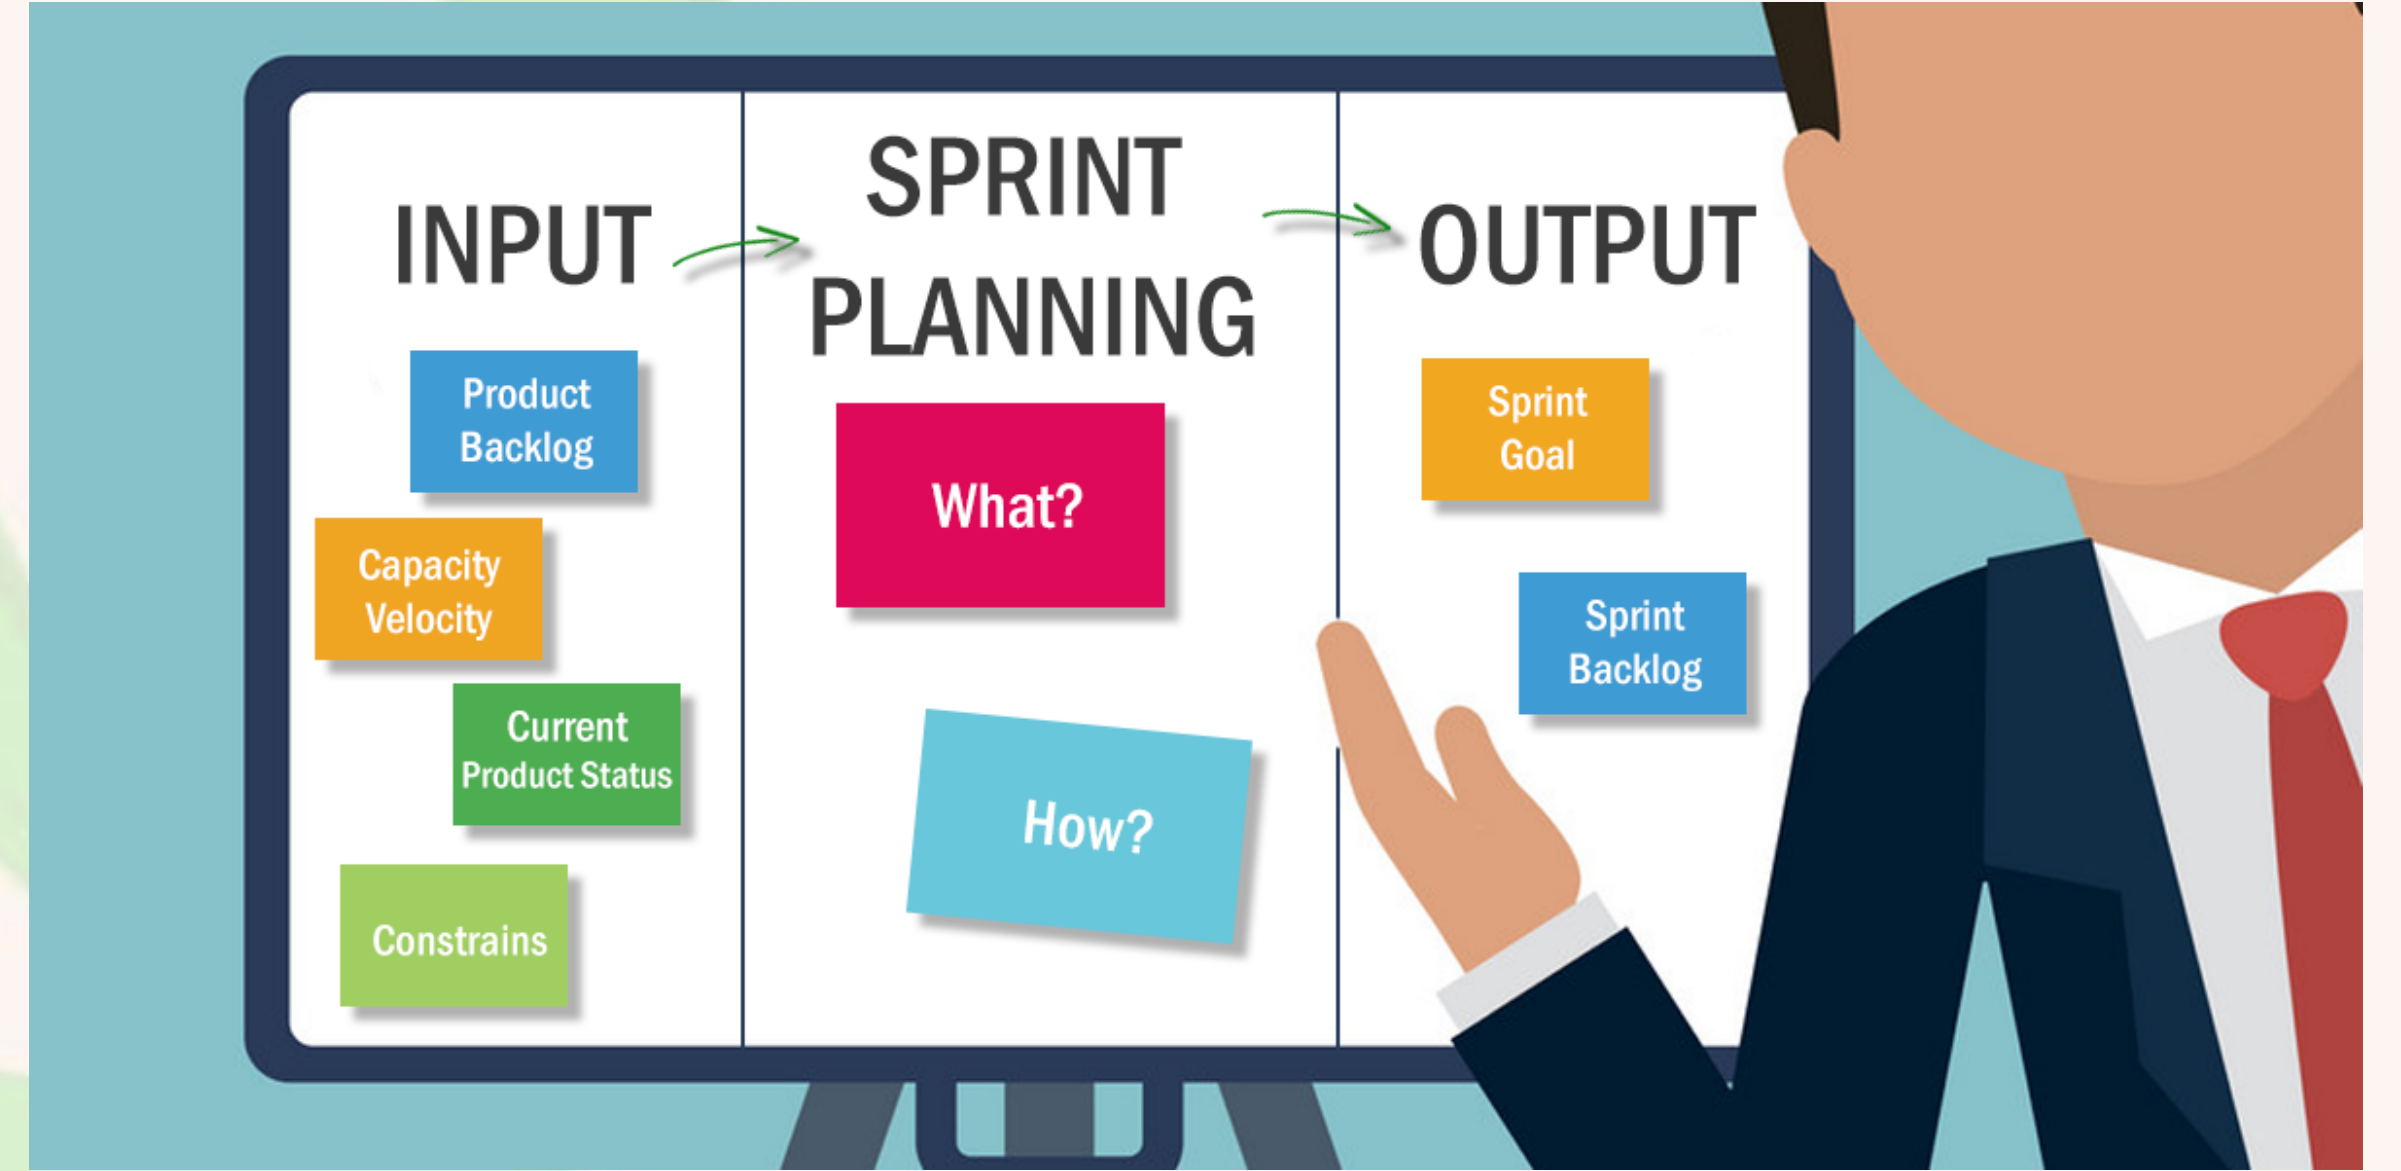 INPUT
Product
Backlog
Capacity
Velocity
Current
Product Status
Constrains
SPRINT
PLANNING
What?
How?
OUTPUT
Sprint
Goal
Sprint
Backlog